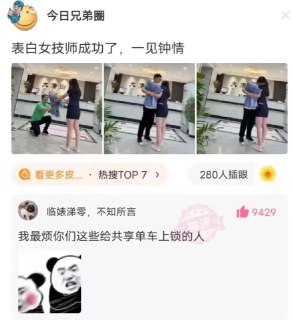 今日兄弟圈
表白女技师成功了，一见钟情
看更多皮... · 热搜TOP 7 >
280人插眼
临婊涕零，不知所言
9429
我最烦你们这些给共享单车上锁的人